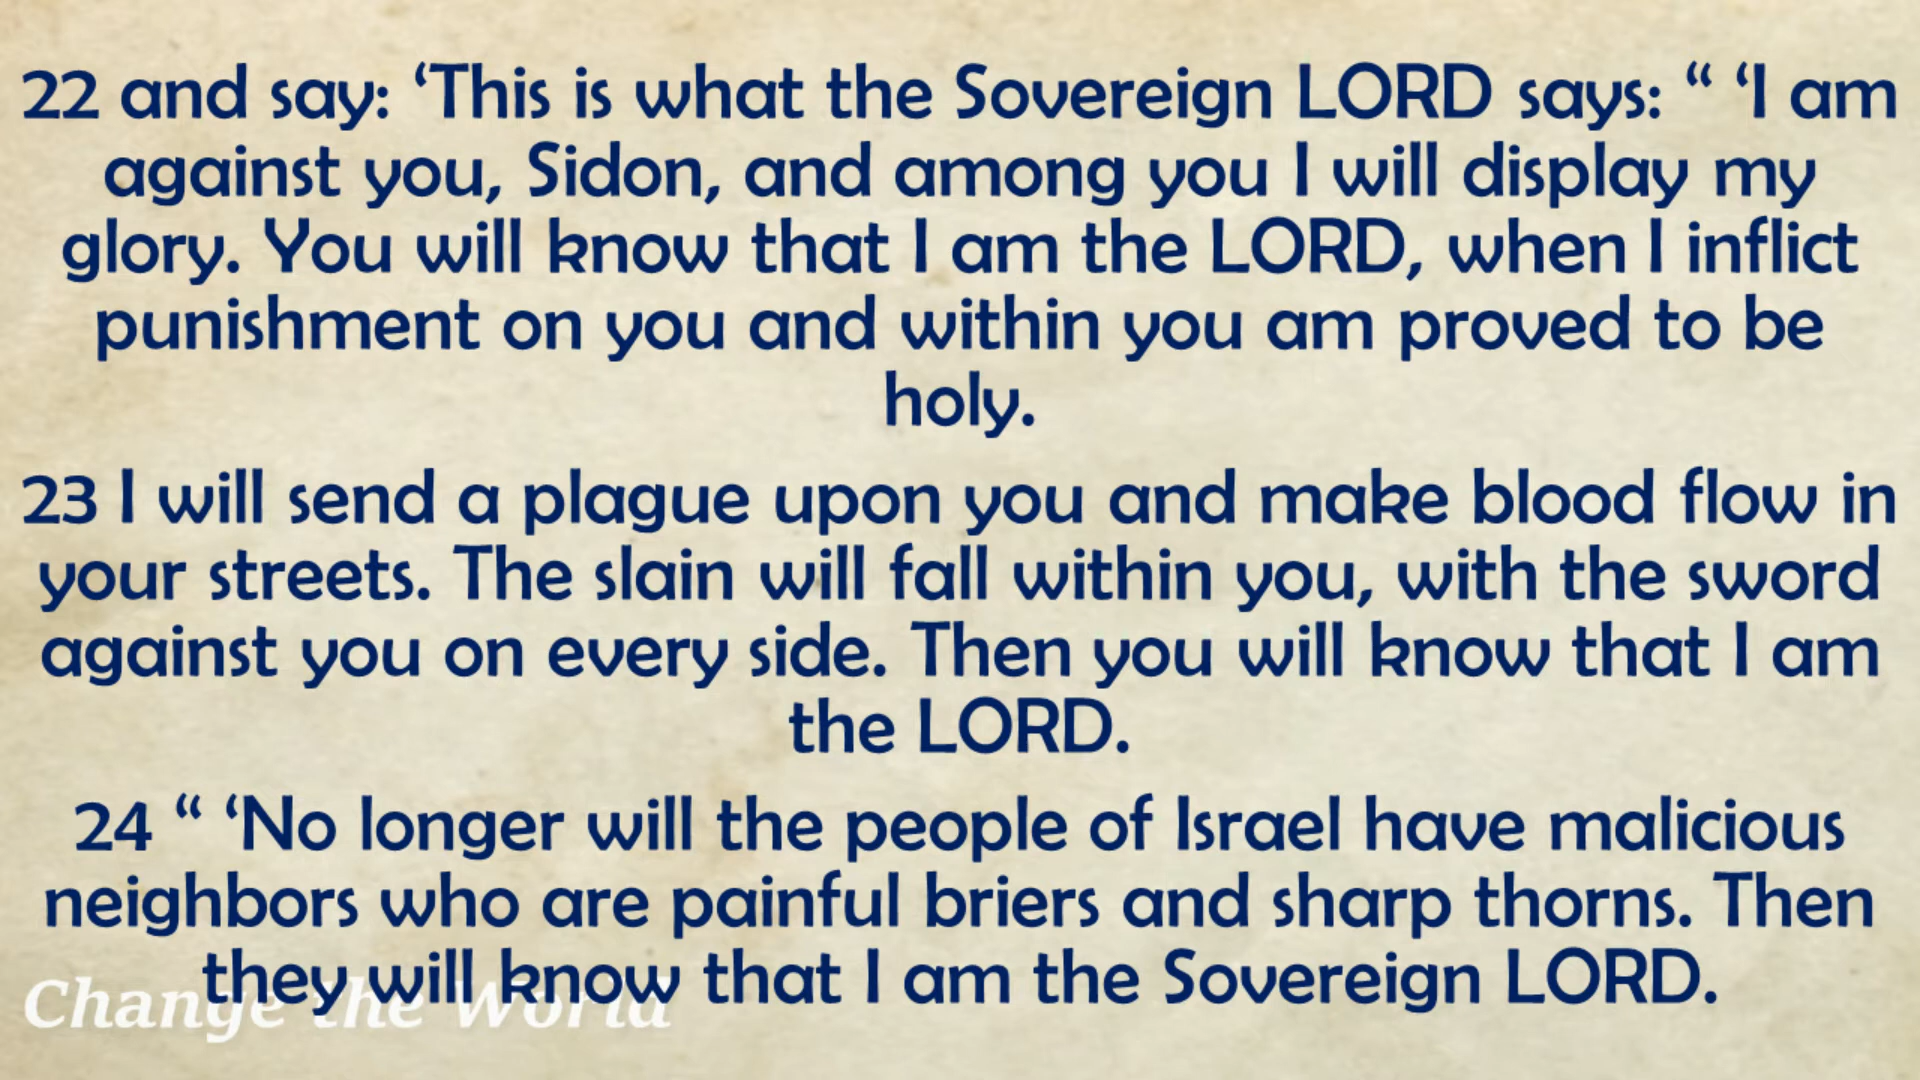 22 and say: ‘This is what the Sovereign LORD says: “ ‘I am
against you, Sidon, and among you I will display my
glory. You will know that I am the LORD, when I inflict
punishment on you and within you am proved to be
holy.
23 I will send a plague upon you and make blood flow in
your streets. The slain will fall within you, with the sword
against you on every side. Then you will know that I am
the LORD.
24 “ ‘No longer will the people of Israel have malicious
neighbors who are painful briers and sharp thorns. Then
they will know that I am the Sovereign LORD.
Change the World